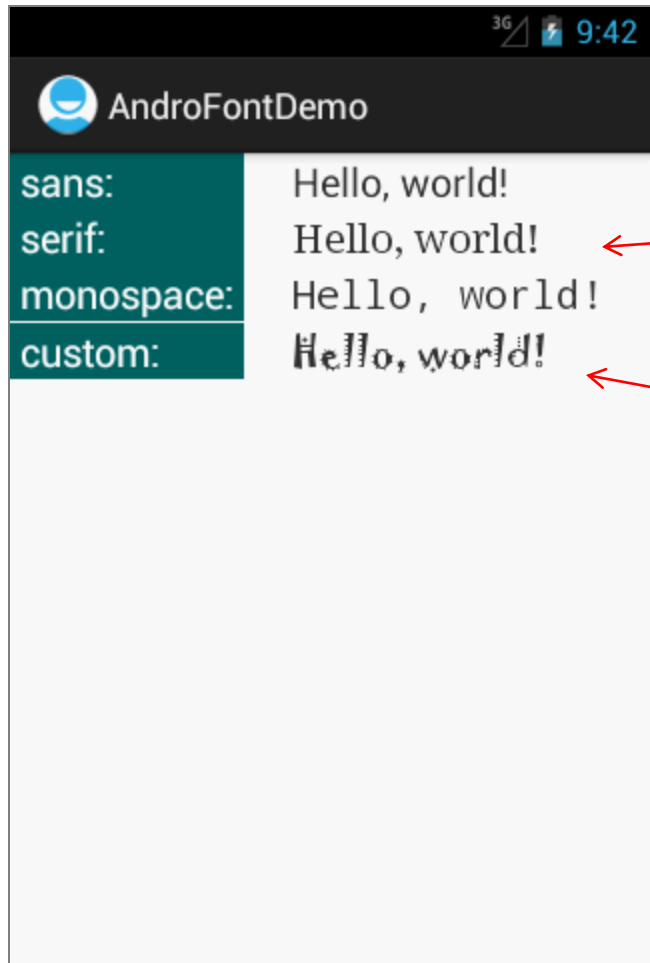 3G 9:42
AndroFontDemo
sans: Hello, world!
serif: Hello, world!
monospace: Hello, world!
custom: Hello, world!